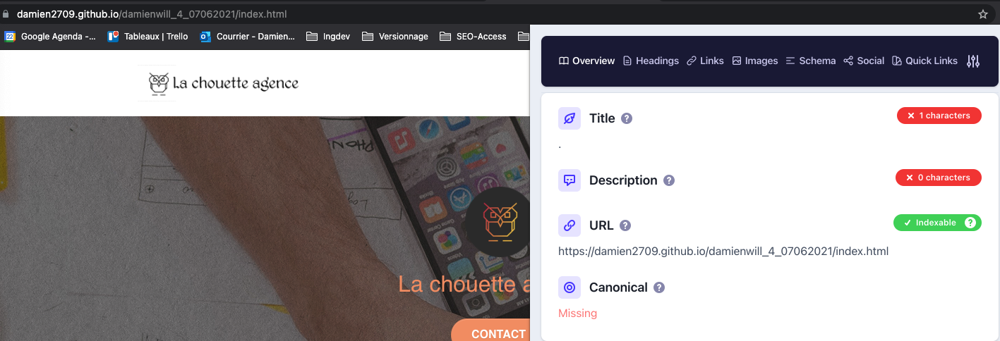 damien2709.github.io/damienwill_4_07062021/index.html
22 Google Agenda -... Tableaux | Trello Courrier - Damien... Ingdev Versionnage SEO-Access
La chouette agence
Overview Headings Links Images Schema Social Quick Links
Title ? × 1 characters
.
Description ? × 0 characters
URL ? ✓ Indexable ?
https://damien2709.github.io/damienwill_4_07062021/index.html
Canonical ?
Missing
La chouette a
CONTACT